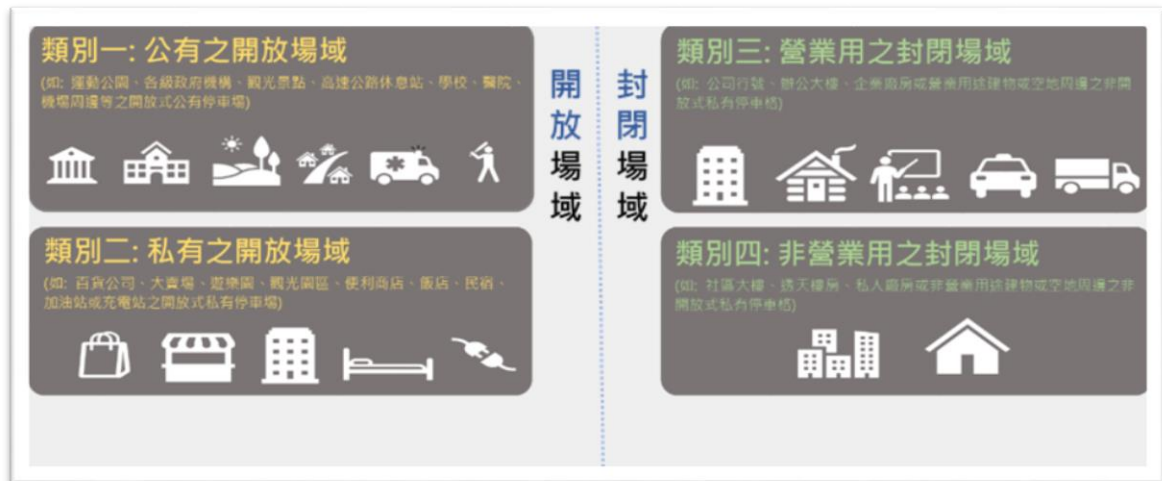 類別一: 公有之開放場域
(如: 運動公園、各級政府機構、觀光景點、高速公路休息站、學校、醫院、
機場周邊等之開放式公有停車場)
類別二: 私有之開放場域
(如: 百貨公司、大賣場、遊樂園、觀光園區、便利商店、飯店、民宿、
加油站或充電站之開放式私有停車場)
開放場域
封閉場域
類別三: 營業用之封閉場域
(如: 公司行號、辦公大樓、企業廠房或營業用途建物或空地周邊之非開
放式私有停車格)
類別四: 非營業用之封閉場域
(如: 社區大樓、透天樓房、私人廠房或非營業用途建物或空地周邊之非
開放式私有停車格)